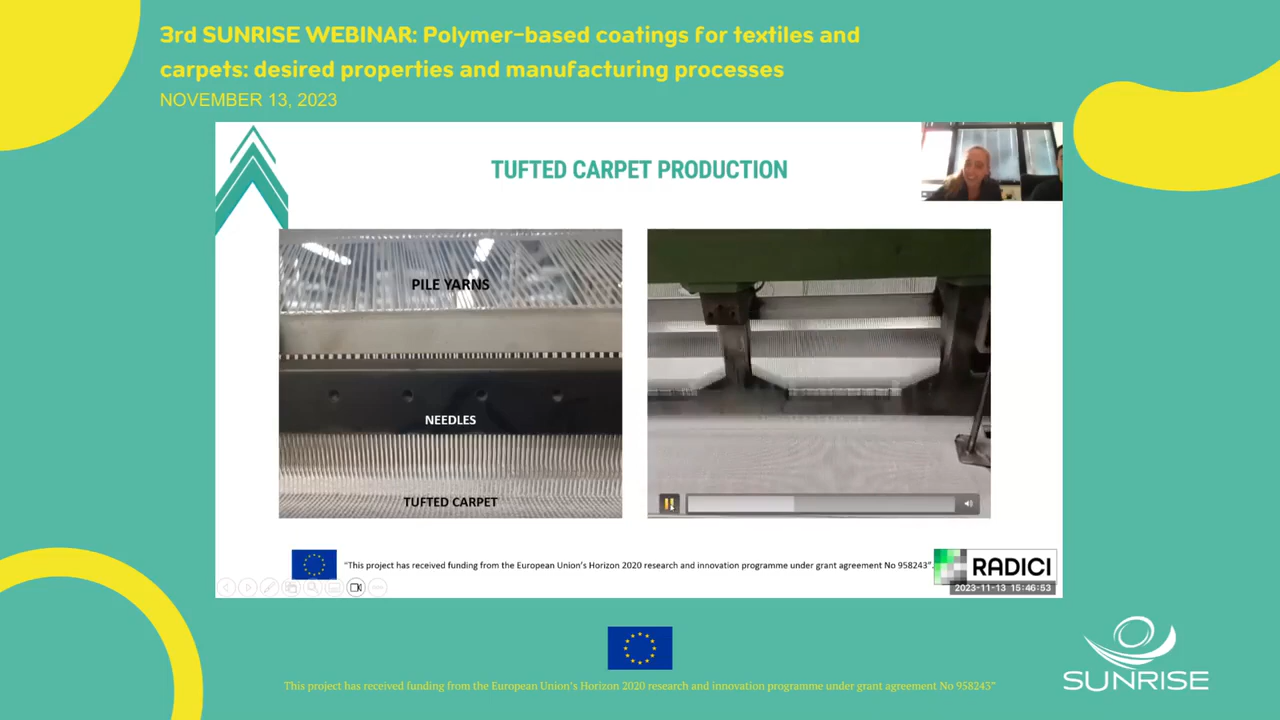 3rd SUNRISE WEBINAR: Polymer-based coatings for textiles and
carpets: desired properties and manufacturing processes
NOVEMBER 13, 2023
TUFTED CARPET PRODUCTION
PILE YARNS
NEEDLES
TUFTED CARPET
"This project has received funding from the European Union's Horizon 2020 research and innovation programme under grant agreement No 958243".
RADICI
2023-11-13 15:46:53
This project has received funding from the European Union's Horizon 2020 research and innovation programme under grant agreement No 958243"
SUNRISE